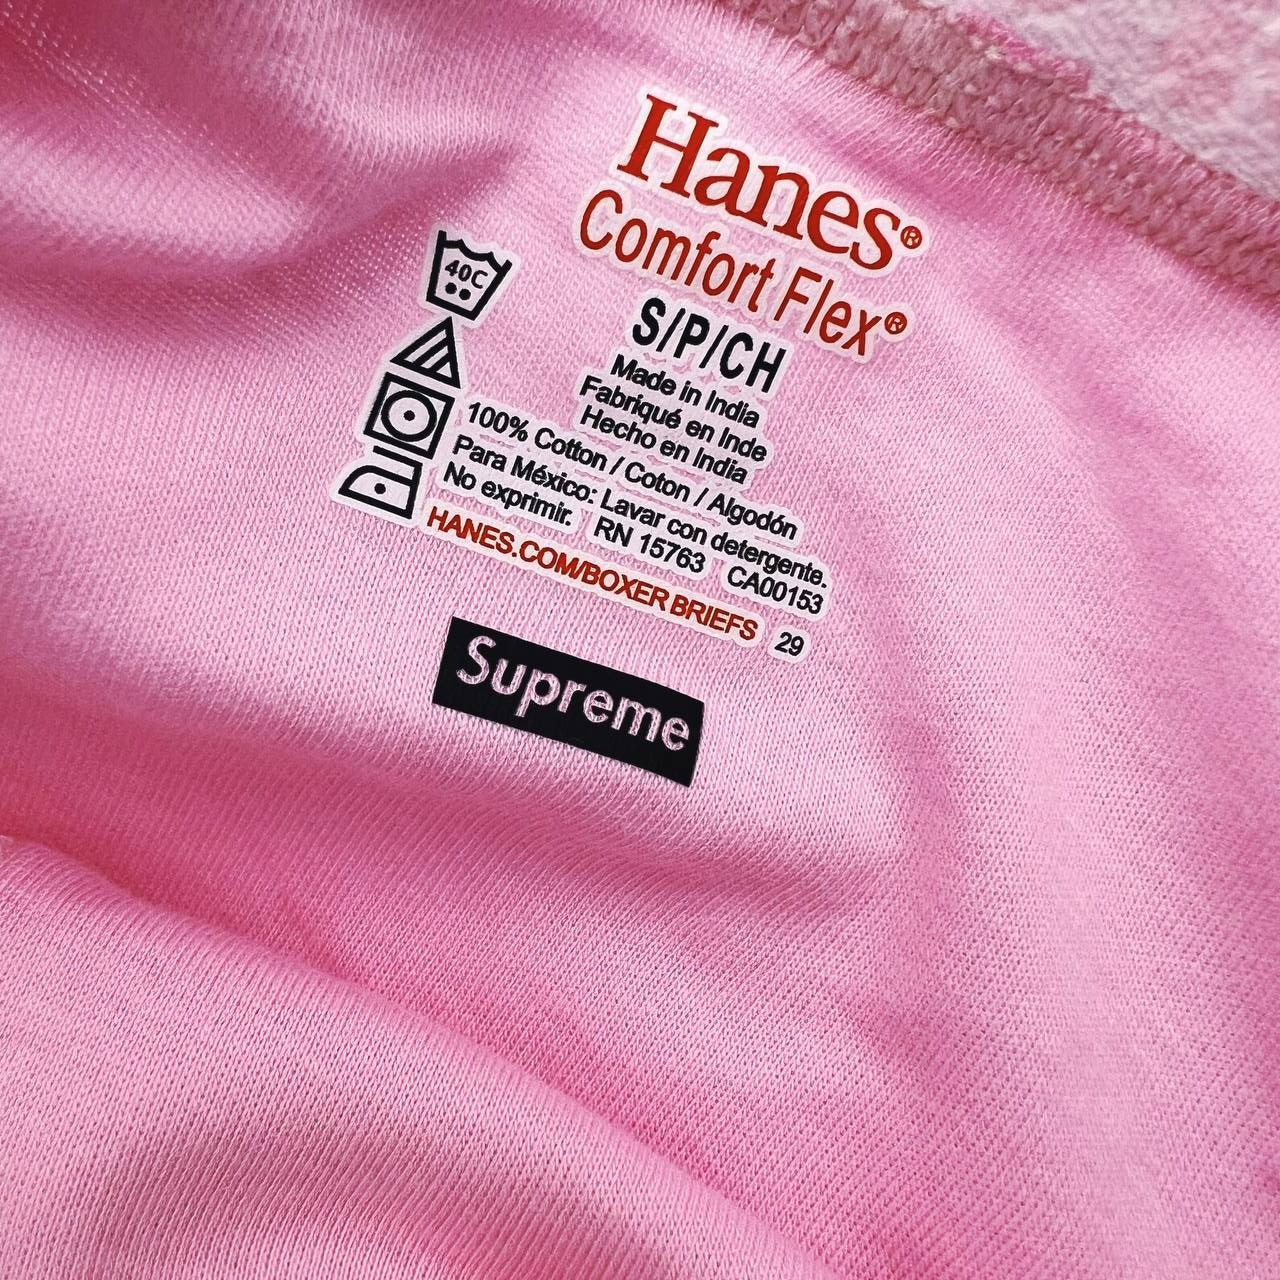 Hanes®
Comfort Flex®
S/P/CH
Made in India
Fabriqué en Inde
Hecho en India
40C
100% Cotton / Coton / Algodón
Para México: Lavar con detergente.
No exprimir. RN 15763 CA00153
HANES.COM/BOXER BRIEFS 29
Supreme